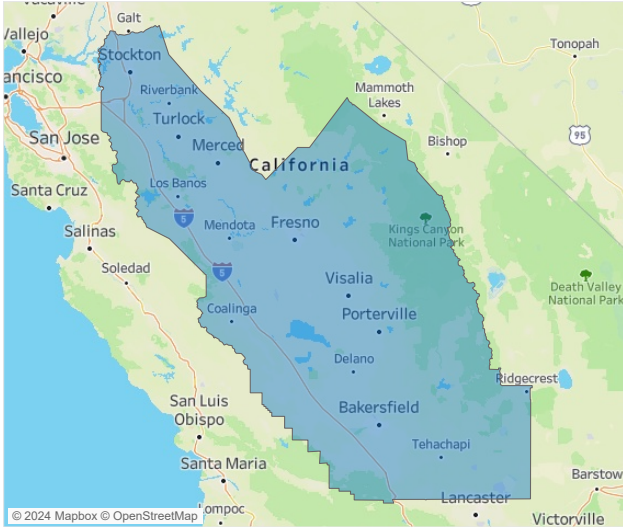 Vacaville
Galt
Vallejo
Stockton
Tonopah
ancisco
Riverbank
Mammoth
Lakes
Turlock
95
San Jose
Merced
Bishop
California
Los Banos
Santa Cruz
5
Mendota
Fresno
Kings Canyon
National Park
Salinas
Soledad
5
Visalia
Death Valley
National Park
Coalinga
Porterville
Delano
Ridgecrest
San Luis
Obispo
Bakersfield
Tehachapi
Santa Maria
Barstow
Lancaster
Lompoc
© 2024 Mapbox © OpenStreetMap
Victorville